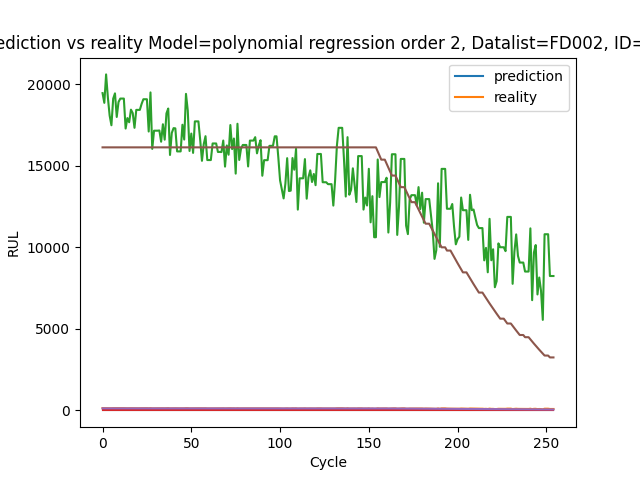 ediction vs reality Model=polynomial regression order 2, Datalist=FD002, ID=
prediction
reality
20000
15000
10000
5000
0
RUL
0 50 100 150 200 250
Cycle